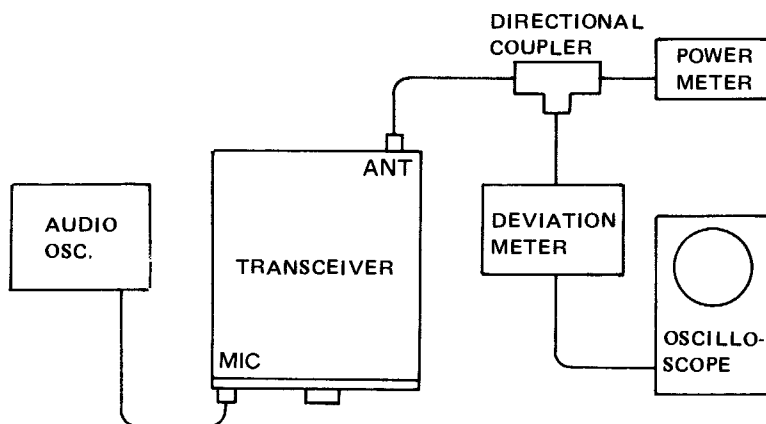 DIRECTIONAL
COUPLER
POWER
METER
ANT
AUDIO
OSC.
TRANSCEIVER
DEVIATION
METER
MIC
OSCILLO-
SCOPE